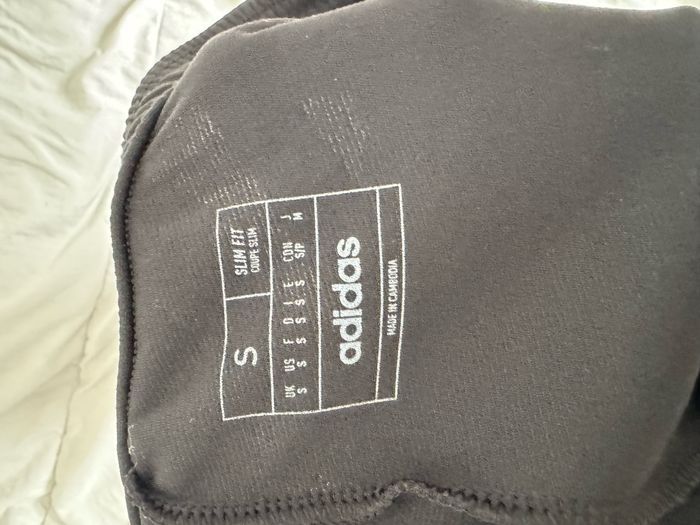 S
SLIM FIT
COUPE SLIM
UK US F D I E CON J
S S S S S S S/P M
adidas
MADE IN CAMBODIA